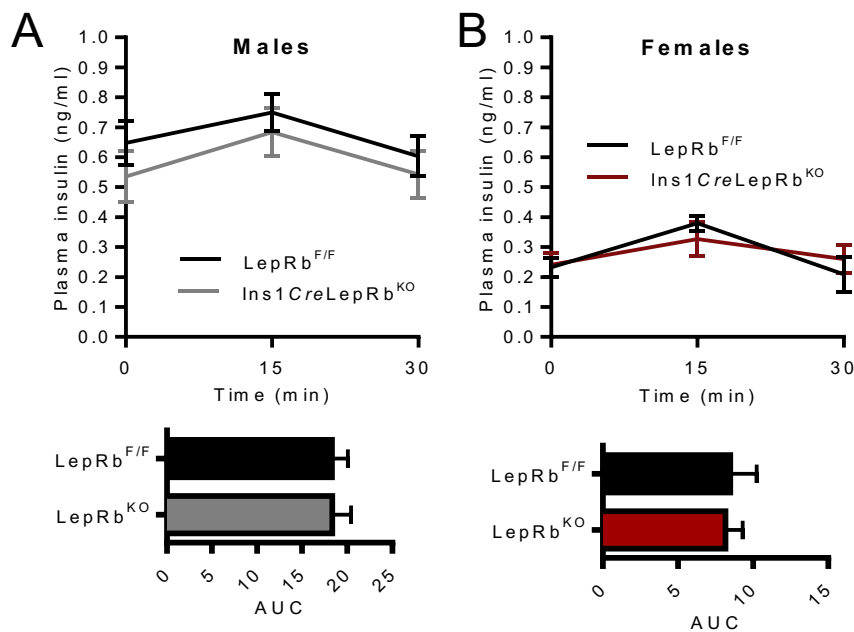 A
Males
Plasma insulin (ng/ml)
1.0
0.9
0.8
0.7
0.6
0.5
0.4
0.3
0.2
0.1
0.0
LepRb^F/F
Ins1CreLepRb^KO
0 15 30
Time (min)
LepRb^F/F
LepRb^KO
0 5 10 15 20 25
AUC
B
Females
Plasma insulin (ng/ml)
1.0
0.9
0.8
0.7
0.6
0.5
0.4
0.3
0.2
0.1
0.0
LepRb^F/F
Ins1CreLepRb^KO
0 15 30
Time (min)
LepRb^F/F
LepRb^KO
0 5 10 15
AUC